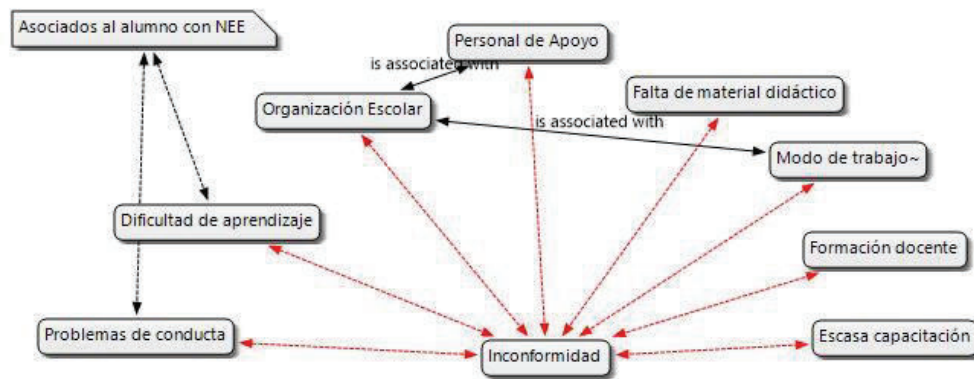 Asociados al alumno con NEE
Personal de Apoyo
is associated with
Organización Escolar
Falta de material didáctico
is associated with
Modo de trabajo~
Dificultad de aprendizaje
Formación docente
Problemas de conducta
Inconformidad
Escasa capacitación